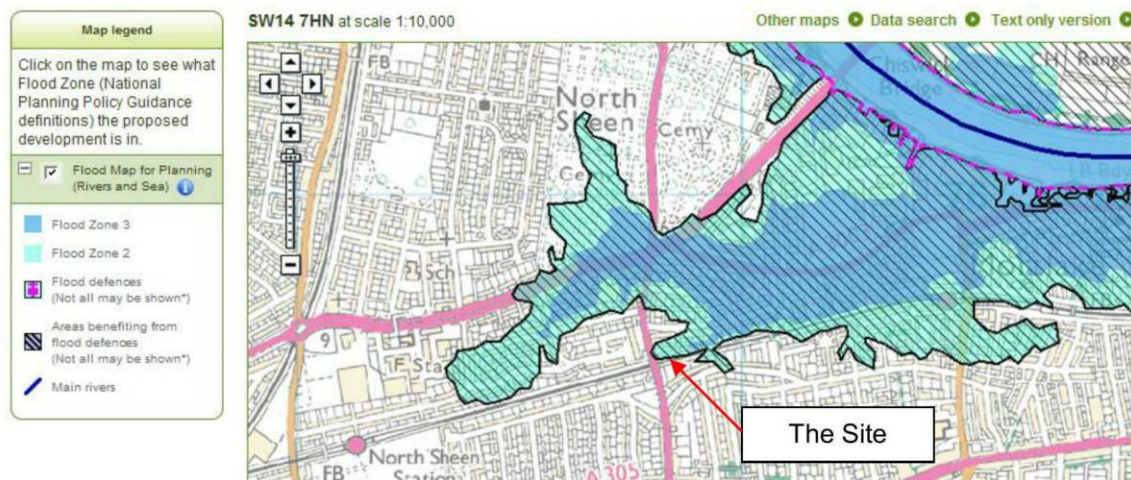 Map legend
Click on the map to see what
Flood Zone (National
Planning Policy Guidance
definitions) the proposed
development is in.
Flood Map for Planning
(Rivers and Sea)
Flood Zone 3
Flood Zone 2
Flood defences
(Not all may be shown*)
Areas benefiting from
flood defences
(Not all may be shown*)
Main rivers
SW14 7HN at scale 1:10,000
Other maps
Data search
Text only version
FB
North
Sheen
Cemy
Chiswick
Bridge
Range
Sch
9
The Site
North Sheen
Station
FB
A 305